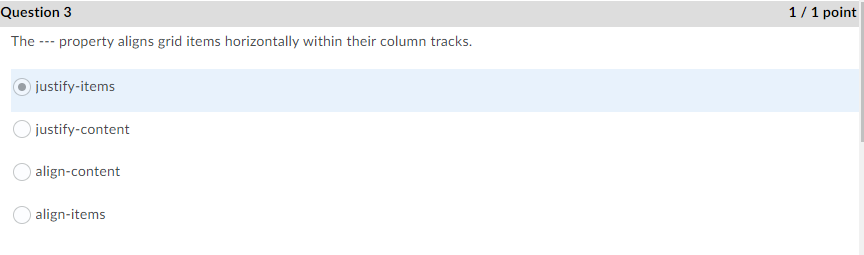 Question 3
1 / 1 point
The --- property aligns grid items horizontally within their column tracks.
justify-items
justify-content
align-content
align-items